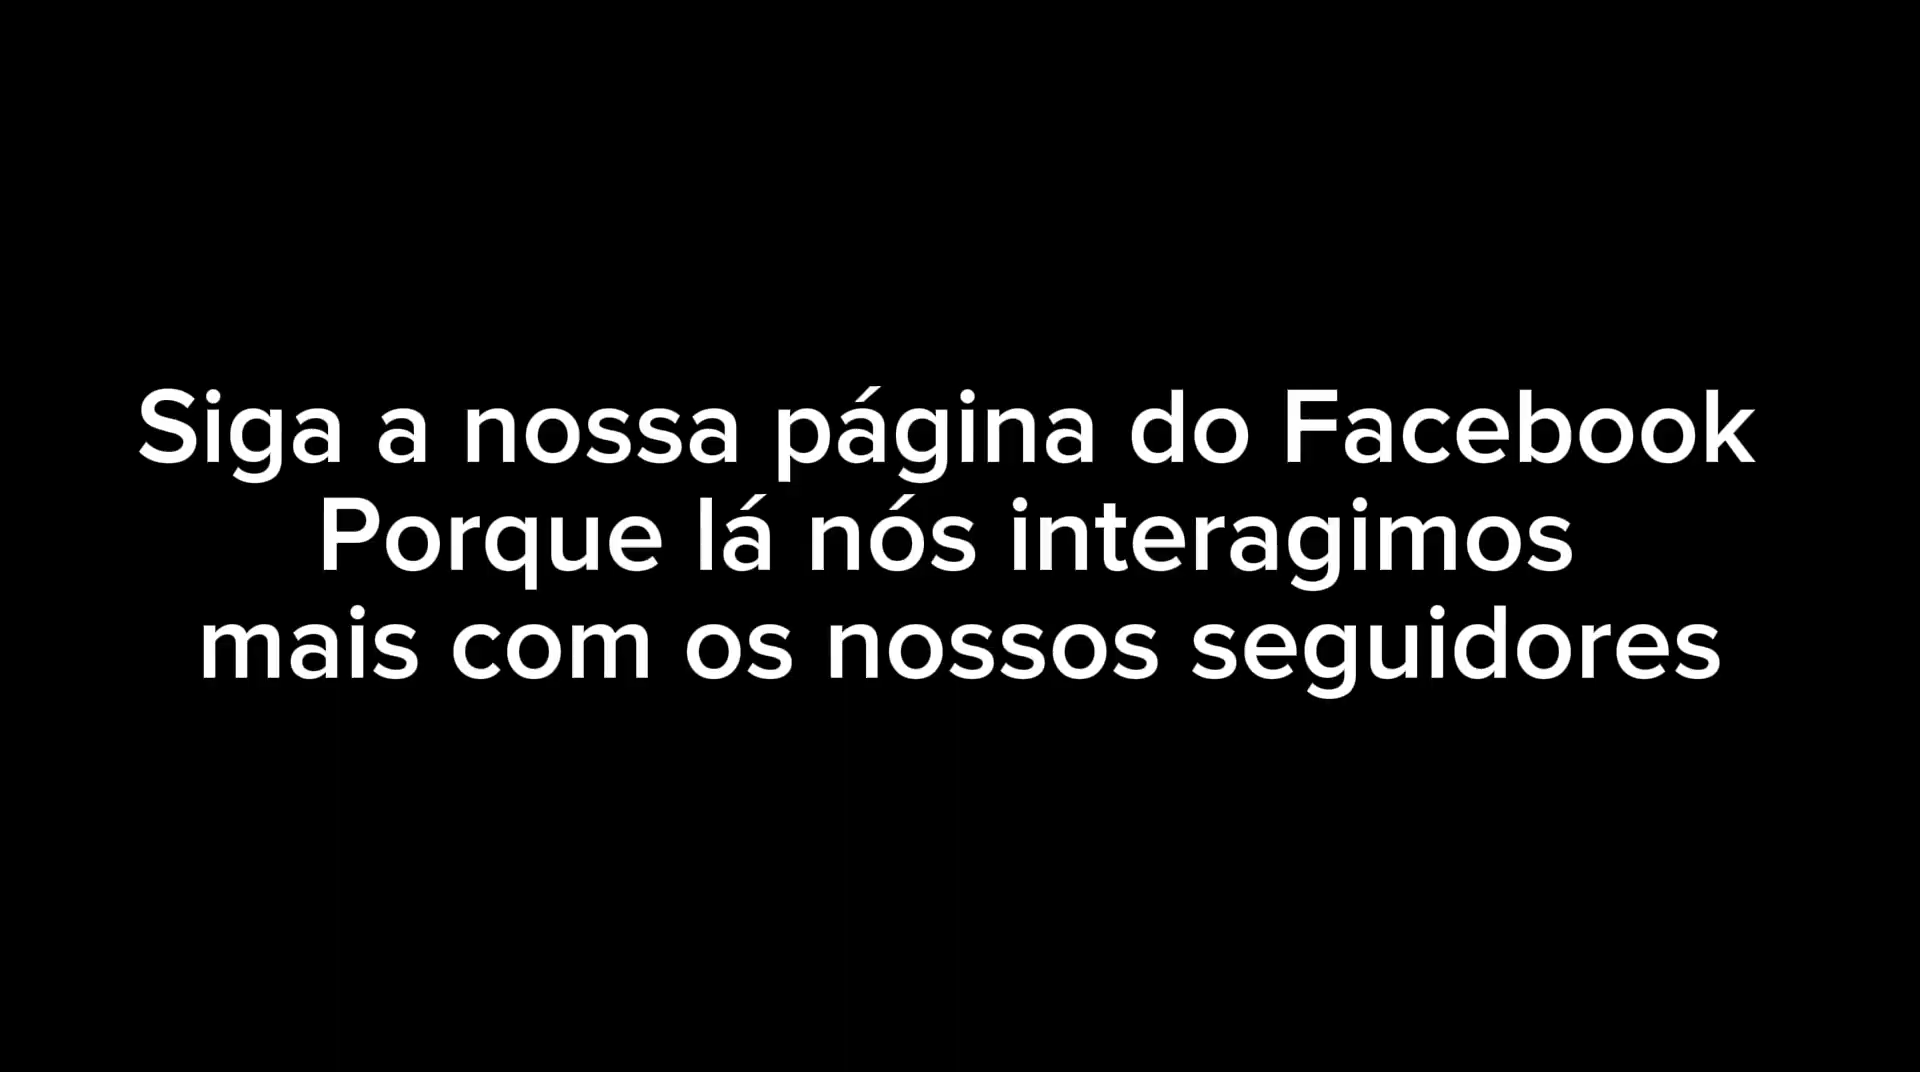 Siga a nossa página do Facebook
Porque lá nós interagimos
mais com os nossos seguidores